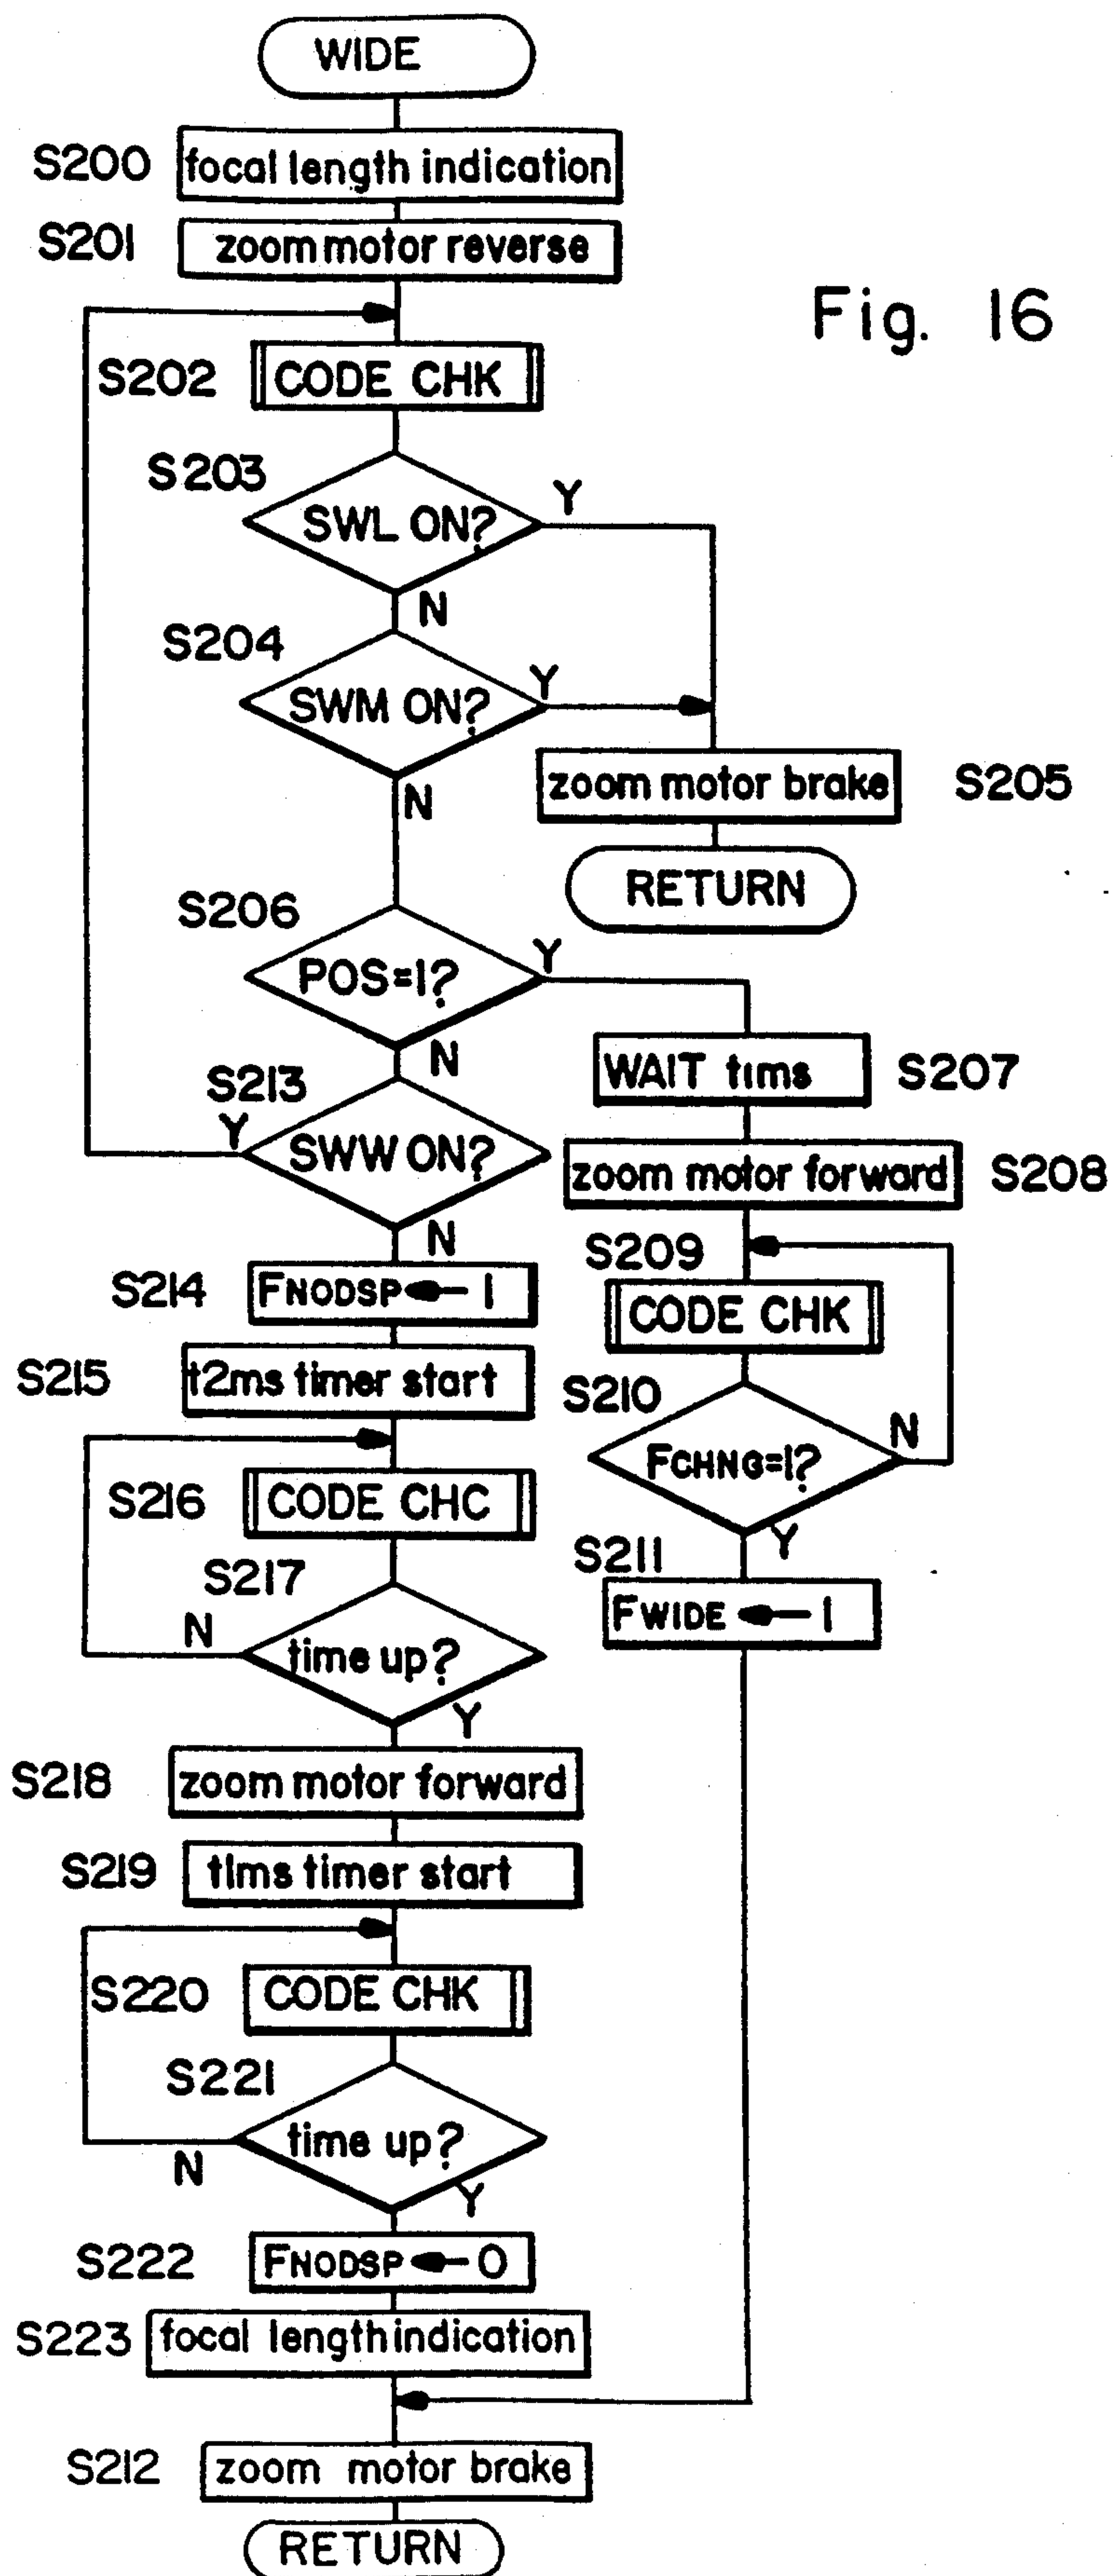 WIDE
S200 focal length indication
S201 zoom motor reverse
Fig. 16
S202 CODE CHK
S203
SWL ON?
Y
N
S204
SWM ON?
Y
N
zoom motor brake S205
RETURN
S206
POS=1?
Y
N
WAIT t1ms S207
S213
Y
SWW ON?
N
zoom motor forward S208
S209
CODE CHK
S210
FCHNG=1?
N
Y
S211
FWIDE ← 1
S214 FNODSP ← 1
S215 t2ms timer start
S216 CODE CHC
S217
N
time up?
Y
S218 zoom motor forward
S219 t1ms timer start
S220 CODE CHK
S221
time up?
N
Y
S222 FNODSP ← 0
S223 focal length indication
S212 zoom motor brake
RETURN